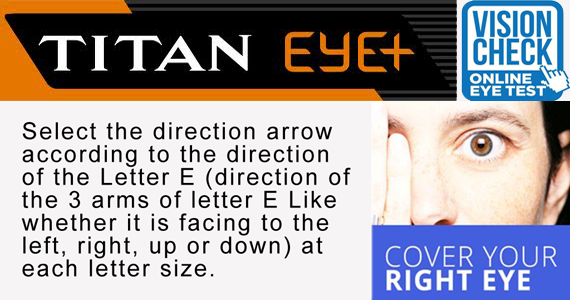 TITAN EYE+
VISION
CHECK
ONLINE
EYE TEST
Select the direction arrow
according to the direction
of the Letter E (direction of
the 3 arms of letter E Like
whether it is facing to the
left, right, up or down) at
each letter size.
COVER YOUR
RIGHT EYE